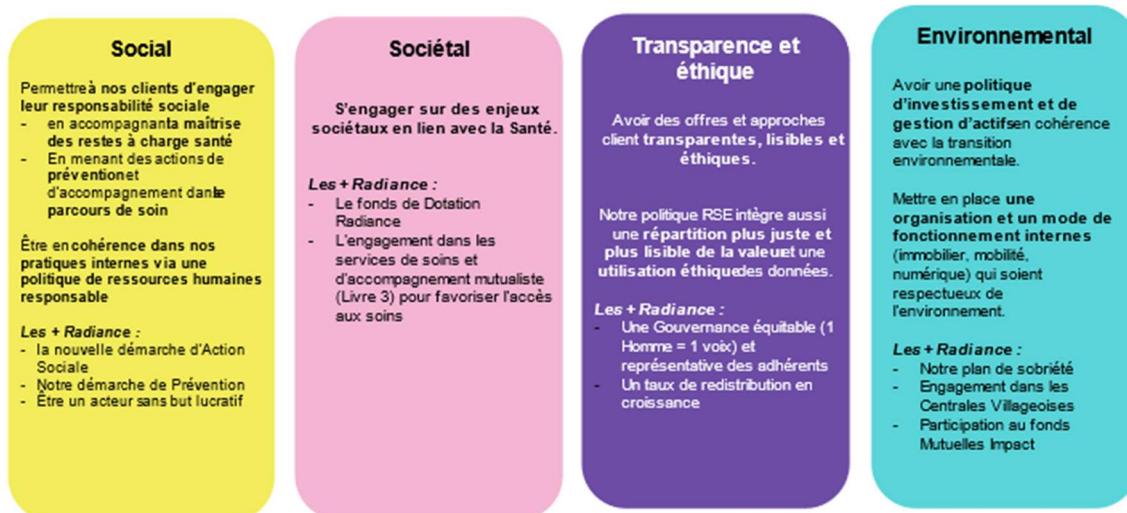 Social
Permettre à nos clients d'engager
leur responsabilité sociale
- en accompagnant la maîtrise
des restes à charge santé
- En menant des actions de
prévention et
d'accompagnement dans le
parcours de soin
Être en cohérence dans nos
pratiques internes via une
politique de ressources humaines
responsable
Les + Radiance :
- la nouvelle démarche d'Action
Sociale
- Notre démarche de Prévention
- Être un acteur sans but lucratif
Sociétal
S'engager sur des enjeux
sociétaux en lien avec la Santé.
Les + Radiance :
- Le fonds de Dotation
Radiance
- L'engagement dans les
services de soins et
d'accompagnement mutualiste
(Livre 3) pour favoriser l'accès
aux soins
Transparence et
éthique
Avoir des offres et approches
client transparentes, lisibles et
éthiques.
Notre politique RSE intègre aussi
une répartition plus juste et
plus lisible de la valeur et une
utilisation éthique des données.
Les + Radiance :
- Une Gouvernance équitable (1
Homme = 1 voix) et
représentative des adhérents
- Un taux de redistribution en
croissance
Environnemental
Avoir une politique
d'investissement et de
gestion d'actifs en cohérence
avec la transition
environnementale.
Mettre en place une
organisation et un mode de
fonctionnement internes
(immobilier, mobilité,
numérique) qui soient
respectueux de
l'environnement.
Les + Radiance :
- Notre plan de sobriété
- Engagement dans les
Centrales Villageoises
- Participation au fonds
Mutuelles Impact